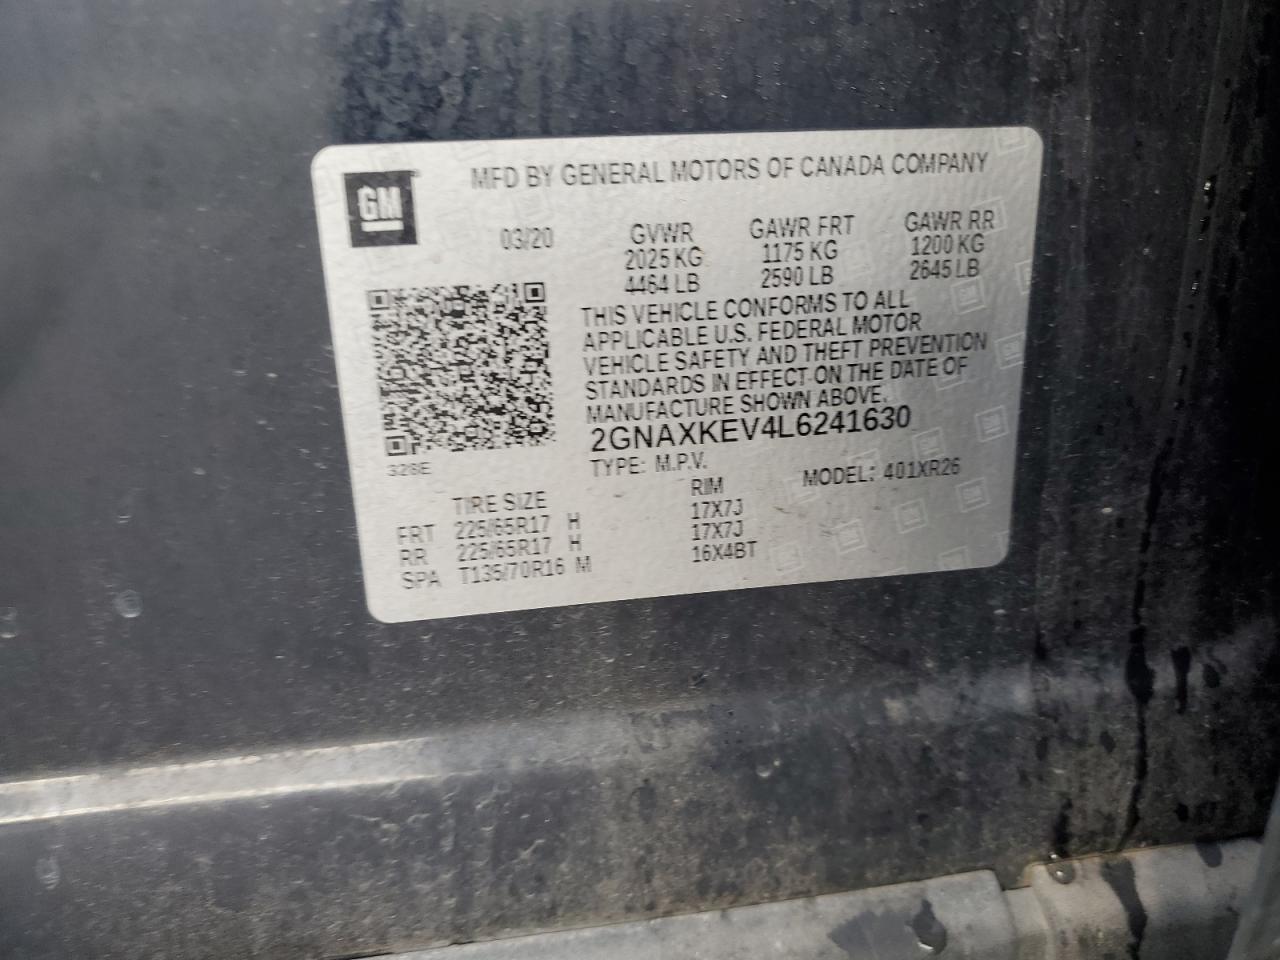 GM
MFD BY GENERAL MOTORS OF CANADA COMPANY
03/20 GVWR GAWR FRT GAWR RR
2025 KG 1175 KG 1200 KG
4464 LB 2590 LB 2645 LB
THIS VEHICLE CONFORMS TO ALL
APPLICABLE U.S. FEDERAL MOTOR
VEHICLE SAFETY AND THEFT PREVENTION
STANDARDS IN EFFECT ON THE DATE OF
MANUFACTURE SHOWN ABOVE.
2GNAXKEV4L6241630
326E
TYPE: M.P.V. MODEL: 401XR26
TIRE SIZE RIM
FRT 225/65R17 H 17X7J
RR 225/65R17 H 17X7J
SPA T135/70R16 M 16X4BT